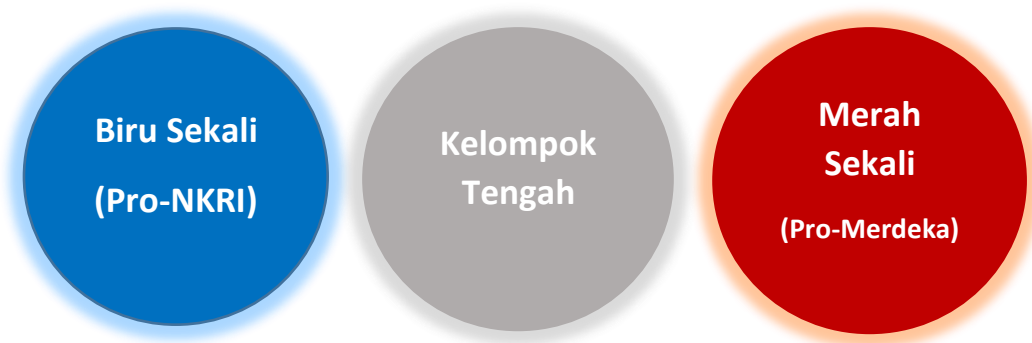 Biru Sekali
(Pro-NKRI)
Kelompok
Tengah
Merah
Sekali
(Pro-Merdeka)